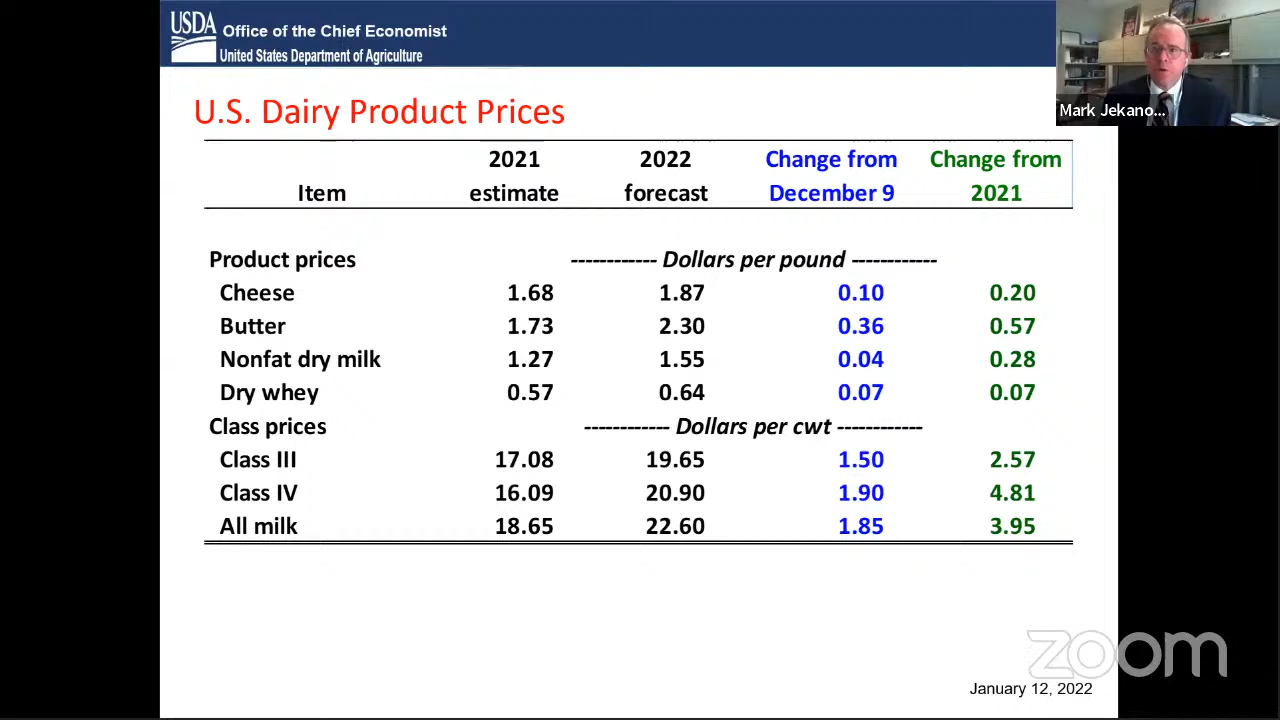 USDA Office of the Chief Economist
United States Department of Agriculture
Mark Jekano...
U.S. Dairy Product Prices
2021 2022 Change from Change from
Item estimate forecast December 9 2021
Product prices ------------ Dollars per pound ------------
Cheese 1.68 1.87 0.10 0.20
Butter 1.73 2.30 0.36 0.57
Nonfat dry milk 1.27 1.55 0.04 0.28
Dry whey 0.57 0.64 0.07 0.07
Class prices ------------ Dollars per cwt ------------
Class III 17.08 19.65 1.50 2.57
Class IV 16.09 20.90 1.90 4.81
All milk 18.65 22.60 1.85 3.95
zoom
January 12, 2022